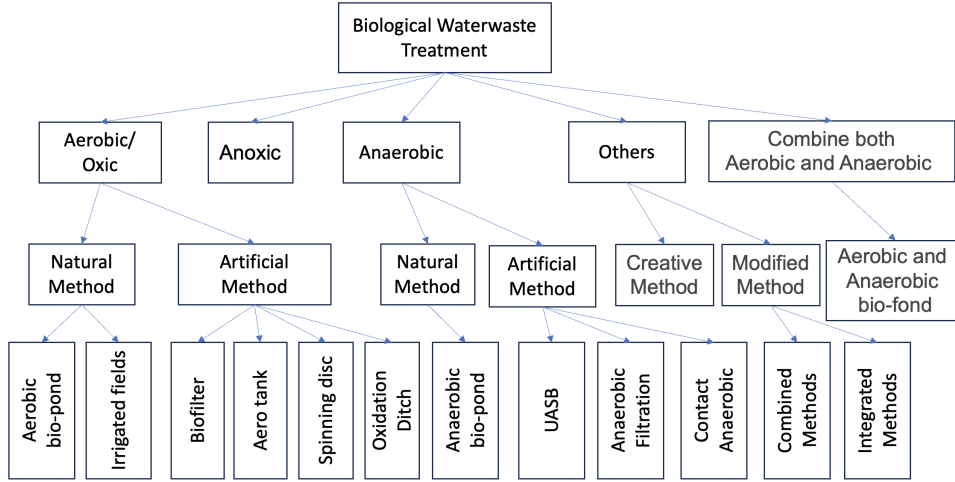 Biological Waterwaste
Treatment
Aerobic/
Oxic
Anoxic
Anaerobic
Others
Combine both
Aerobic and Anaerobic
Natural
Method
Artificial
Method
Natural
Method
Artificial
Method
Creative
Method
Modified
Method
Aerobic and
Anaerobic
bio-fond
Aerobic
bio-pond
Irrigated fields
Biofilter
Aero tank
Spinning disc
Oxidation
Ditch
Anaerobic
bio-pond
UASB
Anaerobic
Filtration
Contact
Anaerobic
Combined
Methods
Integrated
Methods